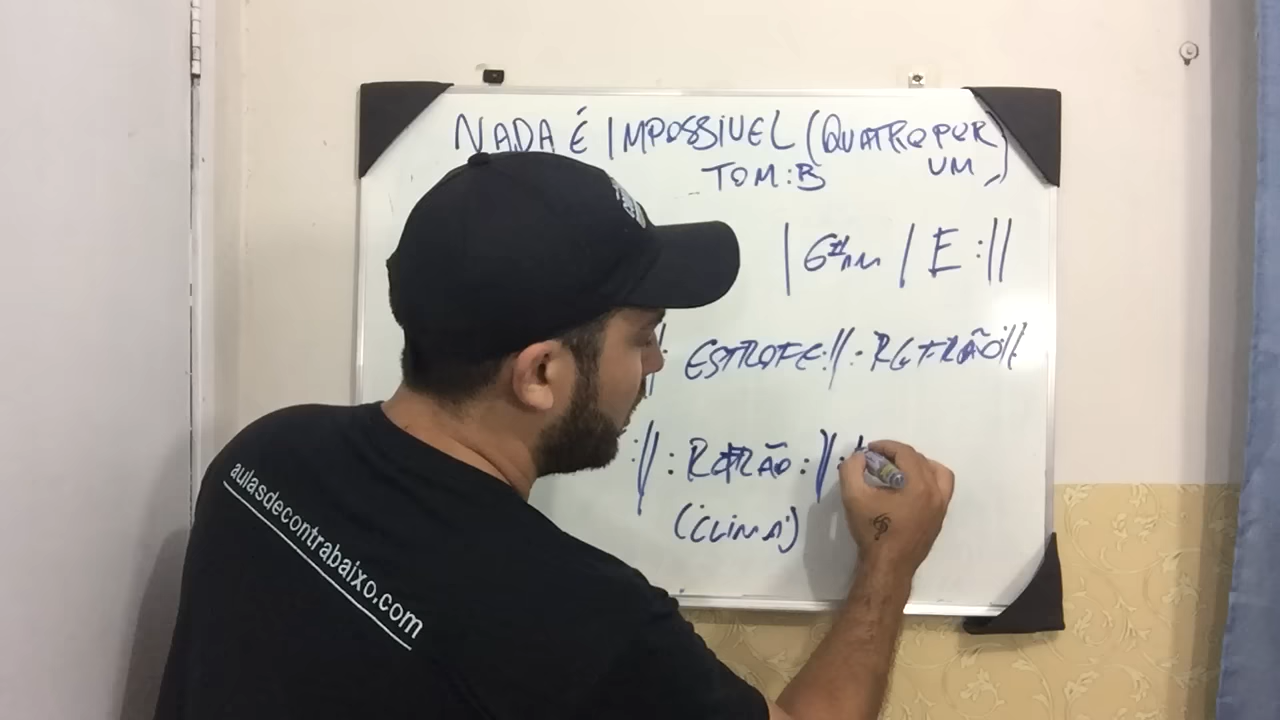 NADA É IMPOSSIVEL (QUATRO POR UM)
TOM: B
| G#m | E :||
|| ESTROFE :||: REFRÃO :||
:||: REFRÃO :||:
(CLIMA)
aulasdecontrabaixo.com